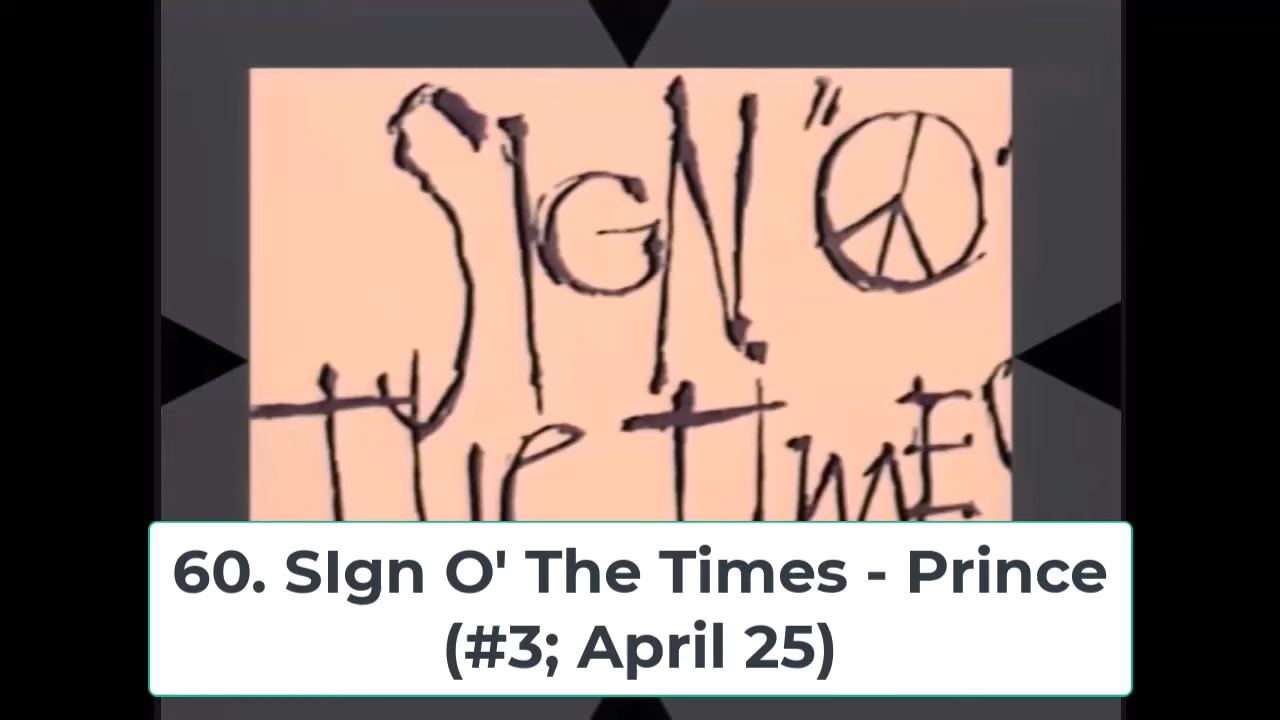 SIGN "☮"
The TIMES
60. SIgn O' The Times - Prince
(#3; April 25)